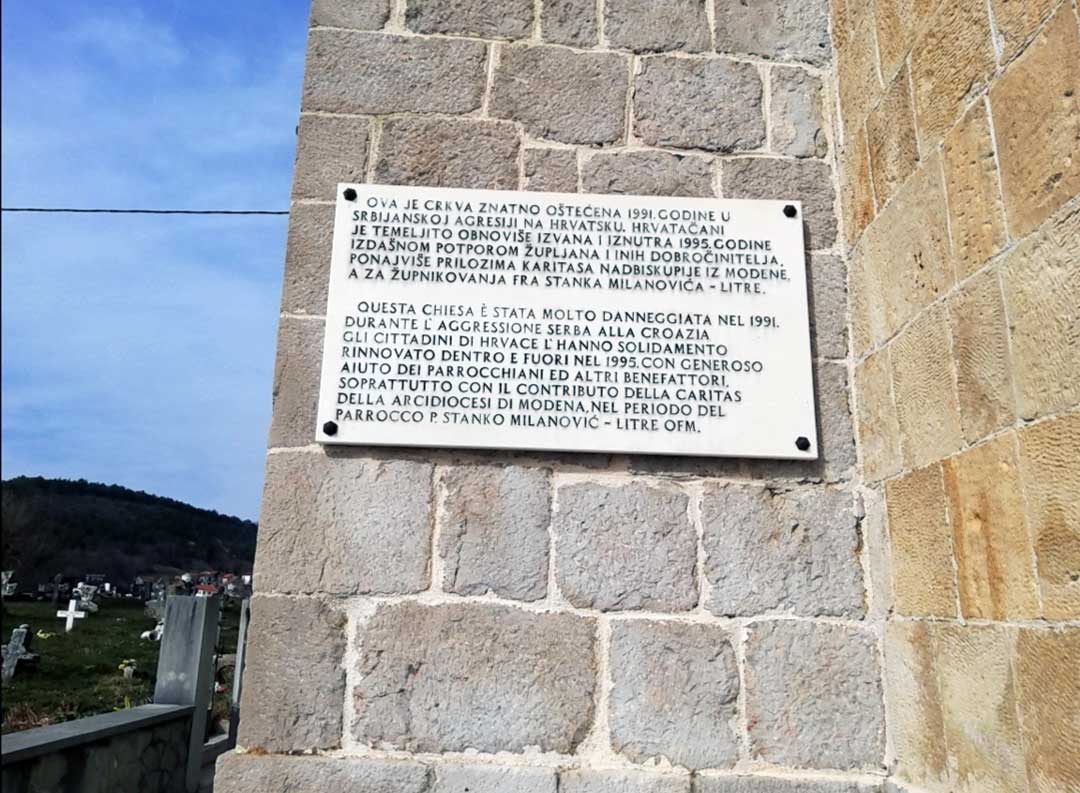 OVA JE CRKVA ZNATNO OŠTEĆENA 1991. GODINE U
SRBIJANSKOJ AGRESIJI NA HRVATSKU. HRVATAČANI
JE TEMELJITO OBNOVIŠE IZVANA I IZNUTRA 1995. GODINE
IZDAŠNOM POTPOROM ŽUPLJANA I INIH DOBROČINITELJA,
PONAJVIŠE PRILOZIMA KARITASA NADBISKUPIJE IZ MODENE,
A ZA ŽUPNIKOVANJA FRA STANKA MILANOVIĆA - LITRE.
QUESTA CHIESA È STATA MOLTO DANNEGGIATA NEL 1991.
DURANTE L'AGGRESSIONE SERBA ALLA CROAZIA
GLI CITTADINI DI HRVACE L'HANNO SOLIDAMENTO
RINNOVATO DENTRO E FUORI NEL 1995. CON GENEROSO
AIUTO DEI PARROCCHIANI ED ALTRI BENEFATTORI,
SOPRATTUTTO CON IL CONTRIBUTO DELLA CARITAS
DELLA ARCIDIOCESI DI MODENA, NEL PERIODO DEL
PARROCO P. STANKO MILANOVIĆ - LITRE OFM.